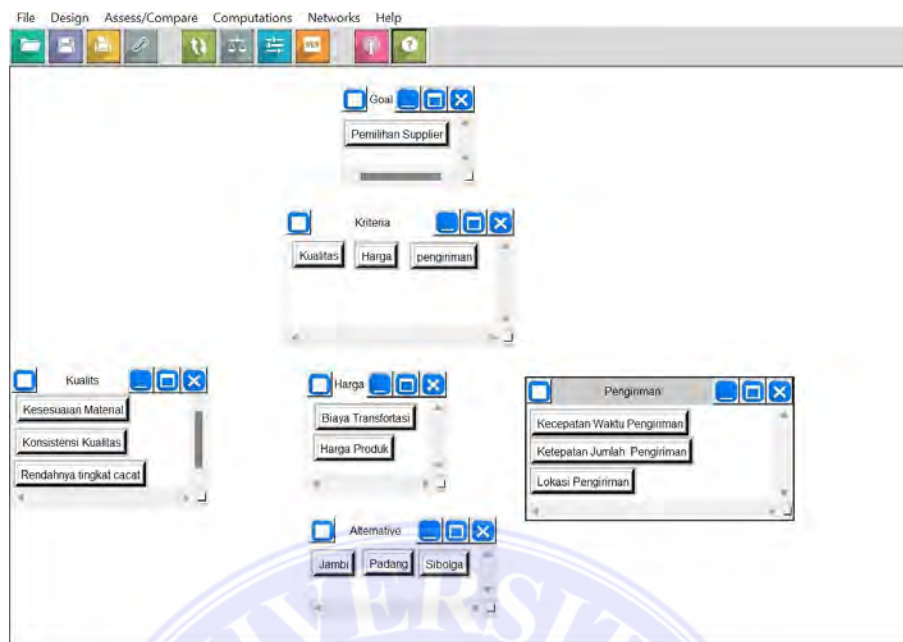 File Design Assess/Compare Computations Networks Help
Goal
Pemilihan Supplier
Kriteria
Kualitas Harga pengiriman
Kualits
Kesesuaian Material
Konsistensi Kualitas
Rendahnya tingkat cacat
Harga
Biaya Transfortasi
Harga Produk
Pengiriman
Kecepatan Waktu Pengiriman
Ketepatan Jumlah Pengiriman
Lokasi Pengiriman
Alternative
Jambi Padang Sibolga